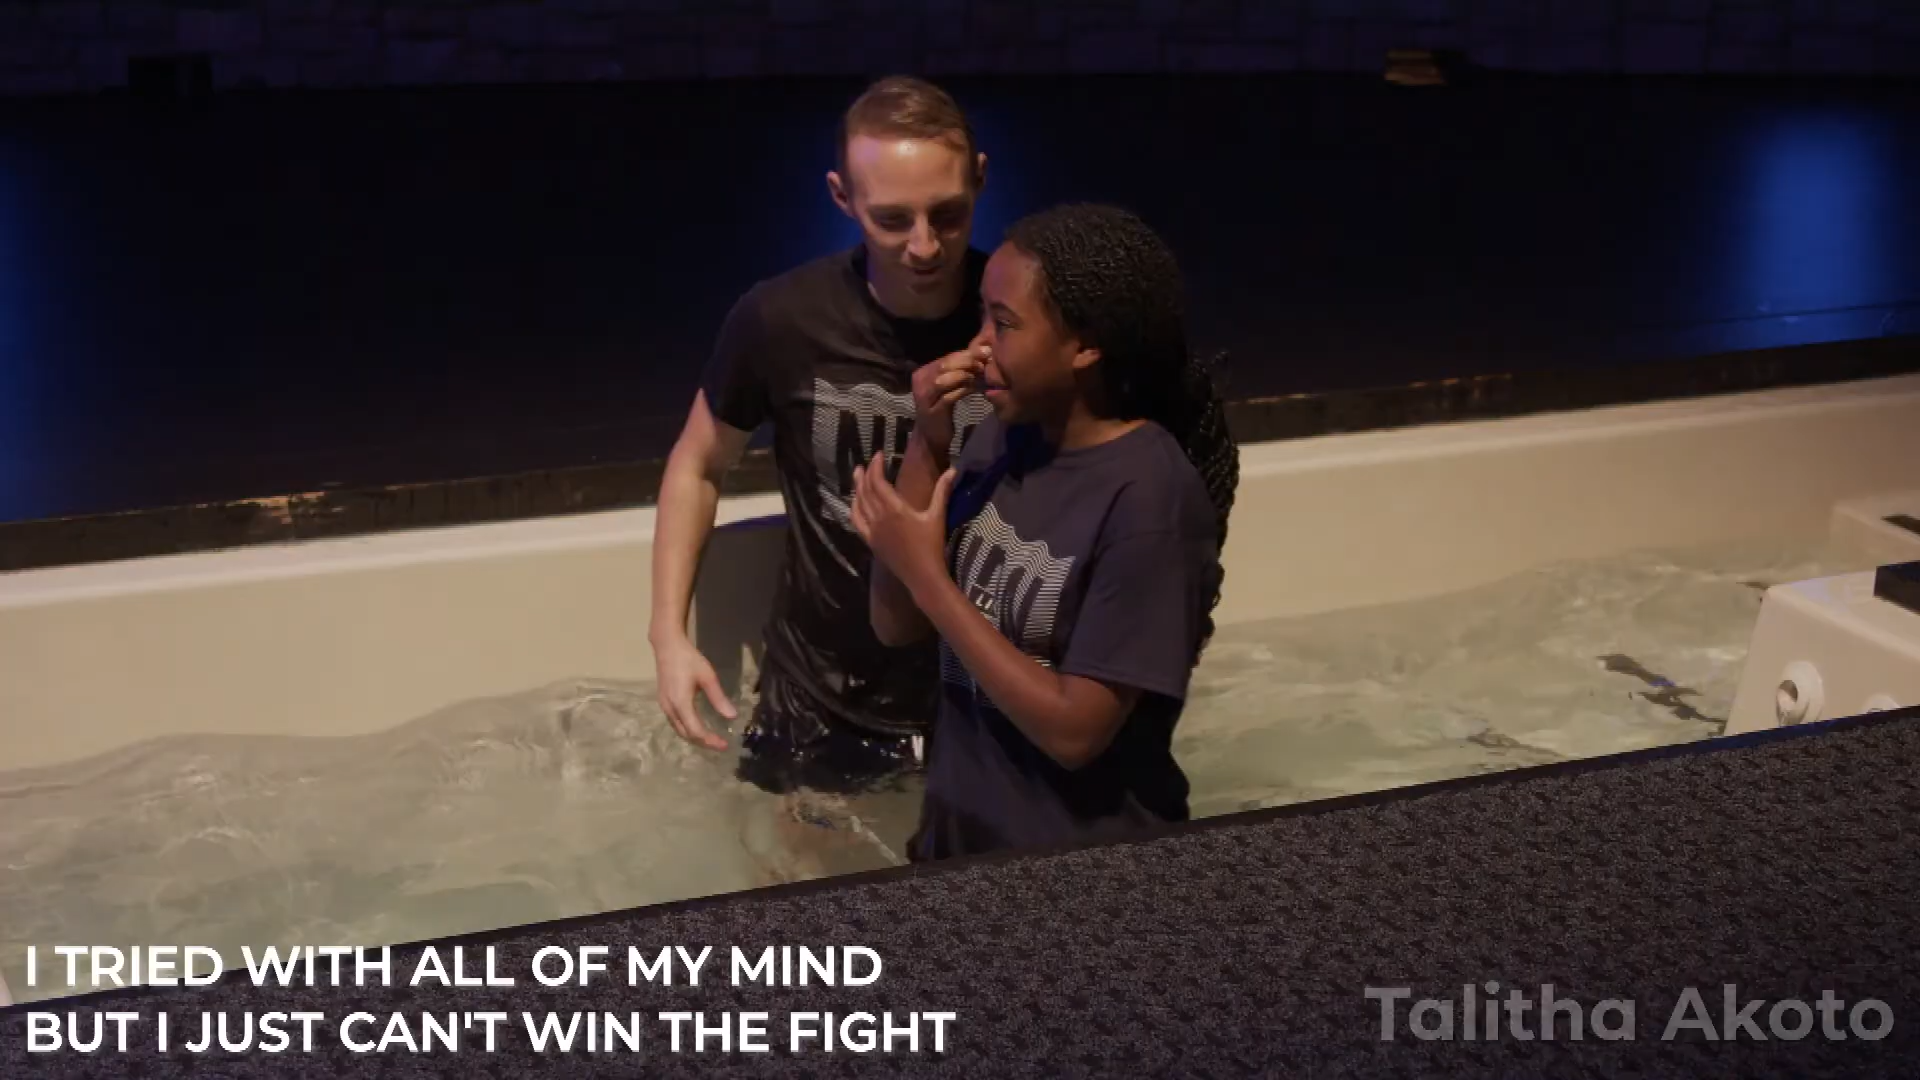 I TRIED WITH ALL OF MY MIND
BUT I JUST CAN'T WIN THE FIGHT
Talitha Akoto